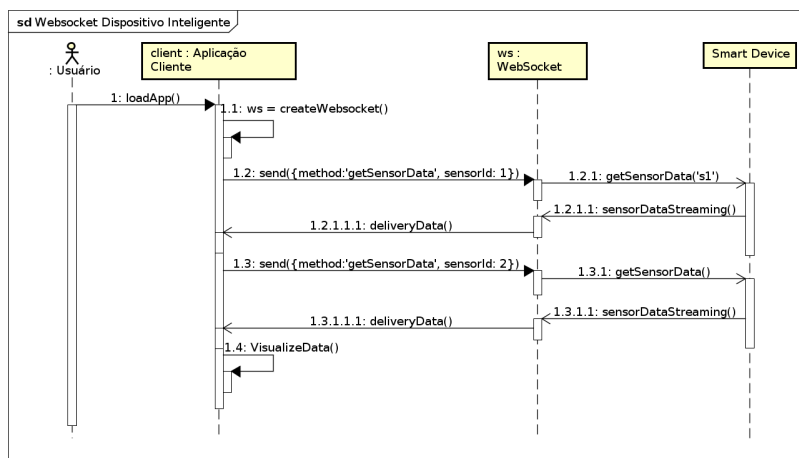 sd Websocket Dispositivo Inteligente
client : Aplicação
Cliente
ws :
WebSocket
Smart Device
: Usuário
1: loadApp()
1.1: ws = createWebsocket()
1.2: send({method:'getSensorData', sensorId: 1})
1.2.1: getSensorData('s1')
1.2.1.1: sensorDataStreaming()
1.2.1.1.1: deliveryData()
1.3: send({method:'getSensorData', sensorId: 2})
1.3.1: getSensorData()
1.3.1.1: sensorDataStreaming()
1.3.1.1.1: deliveryData()
1.4: VisualizeData()